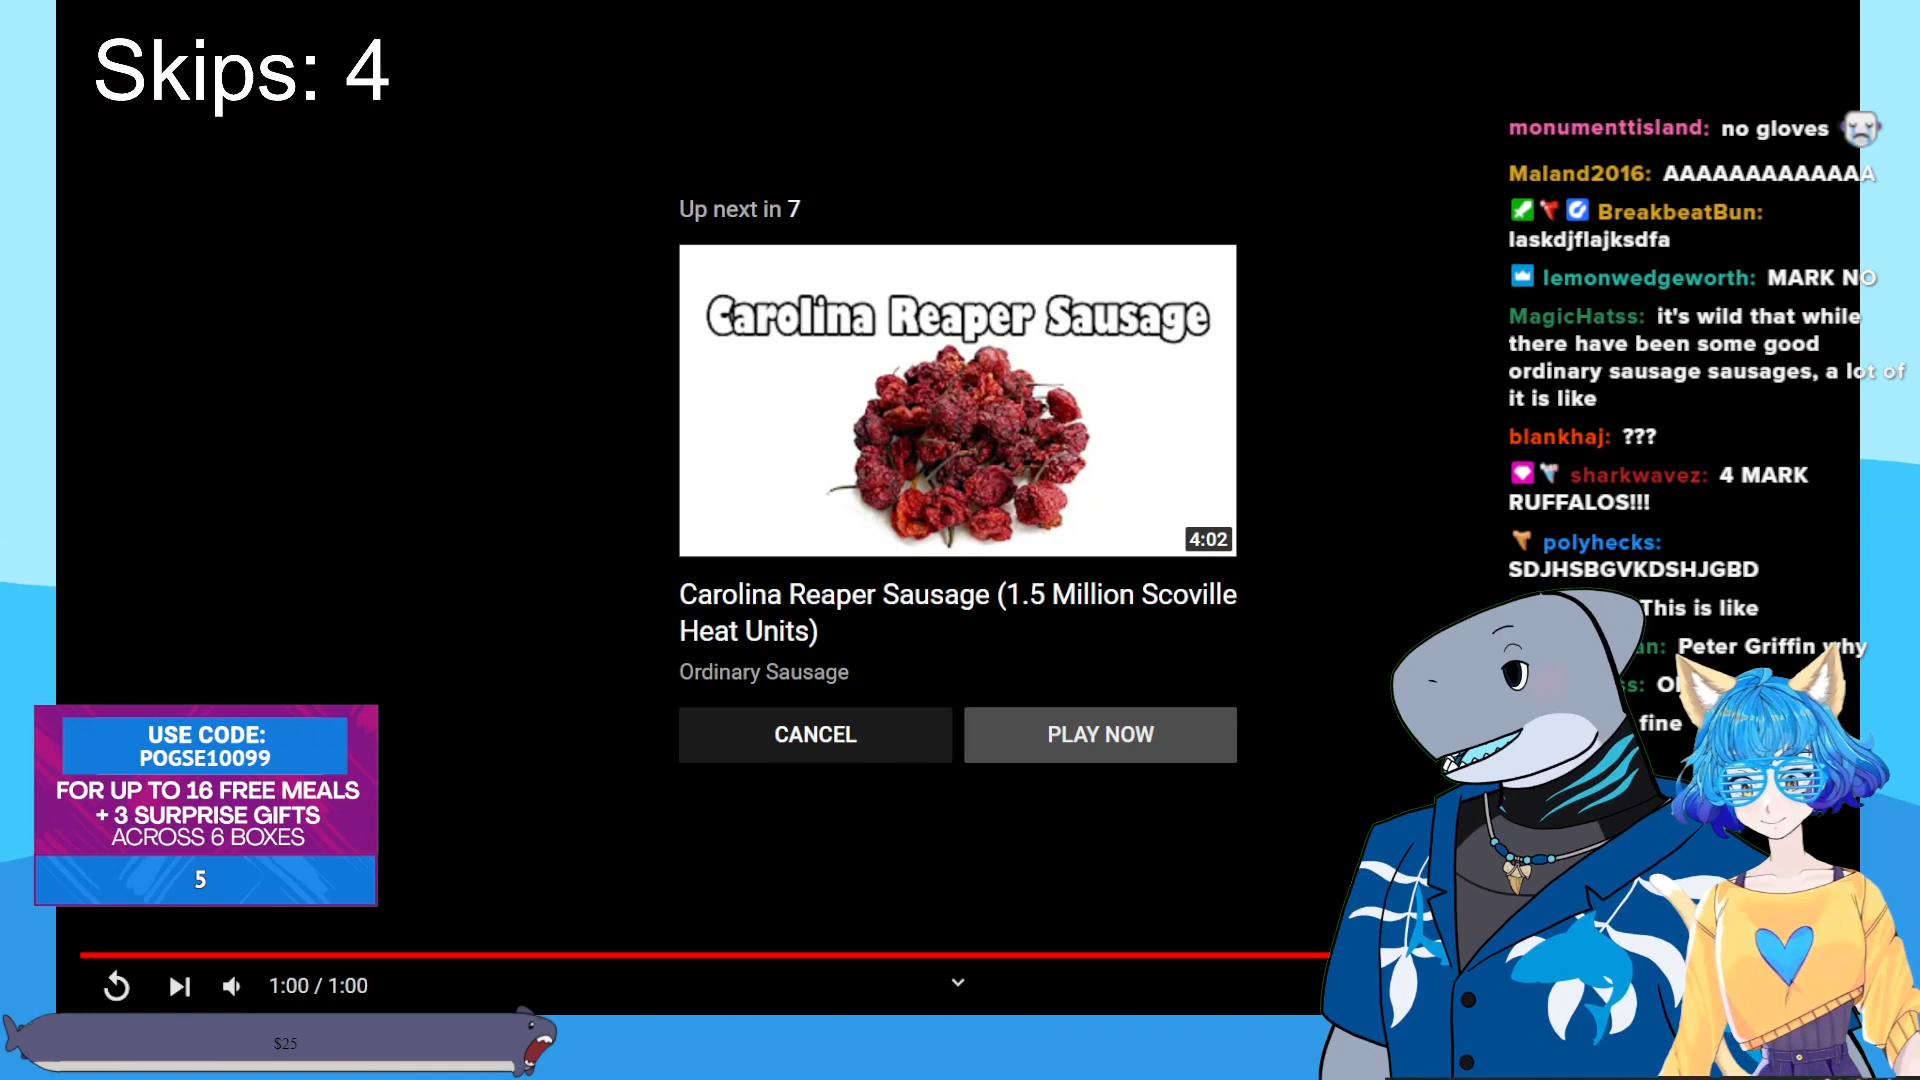 Skips: 4
Up next in 7
Carolina Reaper Sausage
4:02
Carolina Reaper Sausage (1.5 Million Scoville
Heat Units)
Ordinary Sausage
CANCEL
PLAY NOW
monumenttisland: no gloves
Maland2016: AAAAAAAAAAAAA
BreakbeatBun:
laskdjflajksdfa
lemonwedgeworth: MARK NO
MagicHatss: it's wild that while
there have been some good
ordinary sausage sausages, a lot of
it is like
blankhaj: ???
sharkwavez: 4 MARK
RUFFALOS!!!
polyhecks:
SDJHSBGVKDSHJGBD
This is like
an: Peter Griffin why
ss:
fine
USE CODE:
POGSE10099
FOR UP TO 16 FREE MEALS
+ 3 SURPRISE GIFTS
ACROSS 6 BOXES
5
1:00 / 1:00
$25